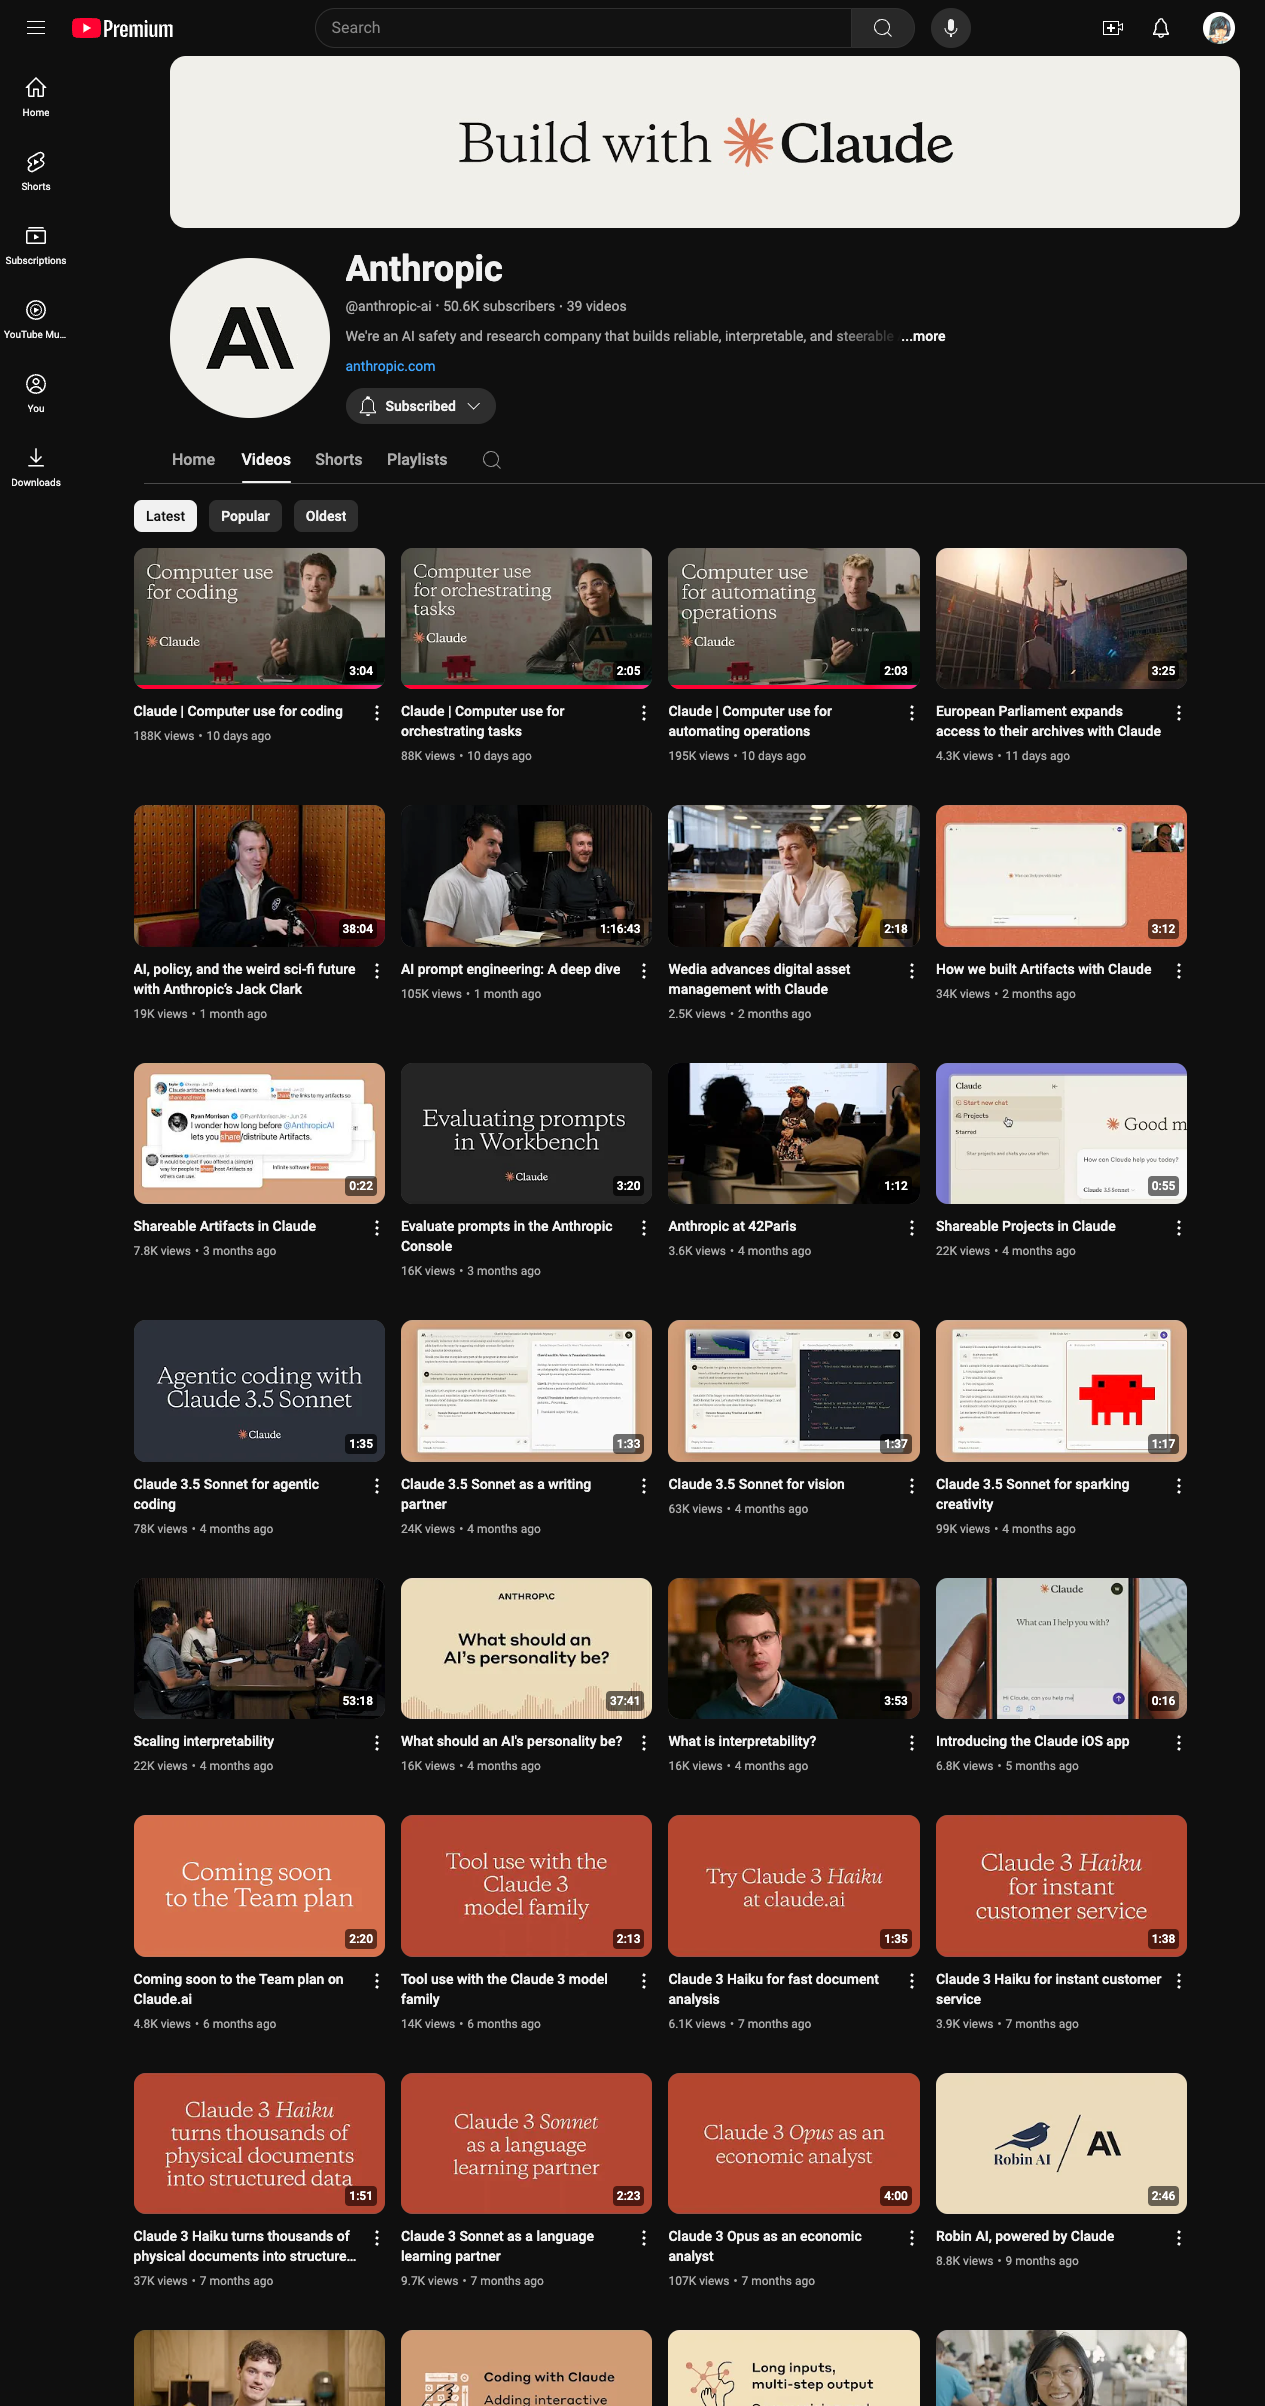 Premium
Search
Home
Shorts
Subscriptions
YouTube Mu...
You
Downloads
Build with Claude
Anthropic
@anthropic-ai · 50.6K subscribers · 39 videos
We're an AI safety and research company that builds reliable, interpretable, and steerable ...more
anthropic.com
Subscribed
Home Videos Shorts Playlists
Latest Popular Oldest
Computer use
for coding
Claude
3:04
Claude | Computer use for coding
188K views • 10 days ago
Computer use
for orchestrating
tasks
Claude
2:05
Claude | Computer use for
orchestrating tasks
88K views • 10 days ago
Computer use
for automating
operations
Claude
2:03
Claude | Computer use for
automating operations
195K views • 10 days ago
3:25
European Parliament expands
access to their archives with Claude
4.3K views • 11 days ago
38:04
AI, policy, and the weird sci-fi future
with Anthropic’s Jack Clark
19K views • 1 month ago
1:16:43
AI prompt engineering: A deep dive
105K views • 1 month ago
2:18
Wedia advances digital asset
management with Claude
2.5K views • 2 months ago
3:12
How we built Artifacts with Claude
34K views • 2 months ago
Ryan Morrison
I wonder how long before @AnthropicAI
lets you share/distribute Artifacts.
0:22
Shareable Artifacts in Claude
7.8K views • 3 months ago
Evaluating prompts
in Workbench
Claude
3:20
Evaluate prompts in the Anthropic
Console
16K views • 3 months ago
1:12
Anthropic at 42Paris
3.6K views • 4 months ago
Claude
Start new chat
Projects
Starred
Star projects and chats you use often
Good m
How can Claude help you today?
Claude 3.5 Sonnet
0:55
Shareable Projects in Claude
22K views • 4 months ago
Agentic coding with
Claude 3.5 Sonnet
Claude
1:35
Claude 3.5 Sonnet for agentic
coding
78K views • 4 months ago
1:33
Claude 3.5 Sonnet as a writing
partner
24K views • 4 months ago
1:37
Claude 3.5 Sonnet for vision
63K views • 4 months ago
1:17
Claude 3.5 Sonnet for sparking
creativity
99K views • 4 months ago
53:18
Scaling interpretability
22K views • 4 months ago
ANTHROP\C
What should an
AI’s personality be?
37:41
What should an AI's personality be?
16K views • 4 months ago
3:53
What is interpretability?
16K views • 4 months ago
Claude
What can I help you with?
Hi Claude, can you help me
0:16
Introducing the Claude iOS app
6.8K views • 5 months ago
Coming soon
to the Team plan
2:20
Coming soon to the Team plan on
Claude.ai
4.8K views • 6 months ago
Tool use with the
Claude 3
model family
2:13
Tool use with the Claude 3 model
family
14K views • 6 months ago
Try Claude 3 Haiku
at claude.ai
1:35
Claude 3 Haiku for fast document
analysis
6.1K views • 7 months ago
Claude 3 Haiku
for instant
customer service
1:38
Claude 3 Haiku for instant customer
service
3.9K views • 7 months ago
Claude 3 Haiku
turns thousands of
physical documents
into structured data
1:51
Claude 3 Haiku turns thousands of
physical documents into structure...
37K views • 7 months ago
Claude 3 Sonnet
as a language
learning partner
2:23
Claude 3 Sonnet as a language
learning partner
9.7K views • 7 months ago
Claude 3 Opus as an
economic analyst
4:00
Claude 3 Opus as an economic
analyst
107K views • 7 months ago
Robin AI
2:46
Robin AI, powered by Claude
8.8K views • 9 months ago
Coding with Claude
Adding interactive
Long inputs,
multi-step output